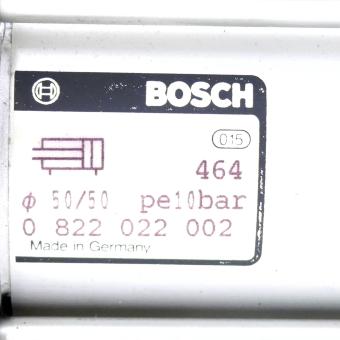 BOSCH
015
464
φ 50/50 pe10bar
0 822 022 002
Made in Germany